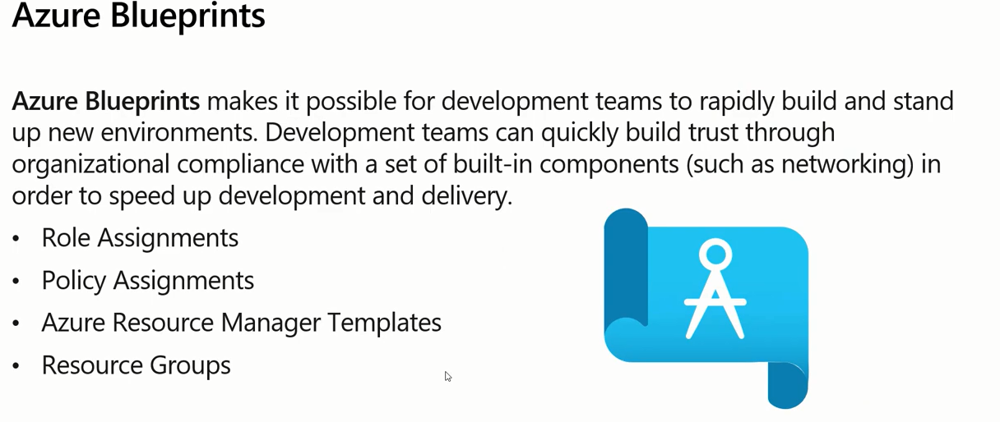 Azure Blueprints
Azure Blueprints makes it possible for development teams to rapidly build and stand
up new environments. Development teams can quickly build trust through
organizational compliance with a set of built-in components (such as networking) in
order to speed up development and delivery.
• Role Assignments
• Policy Assignments
• Azure Resource Manager Templates
• Resource Groups